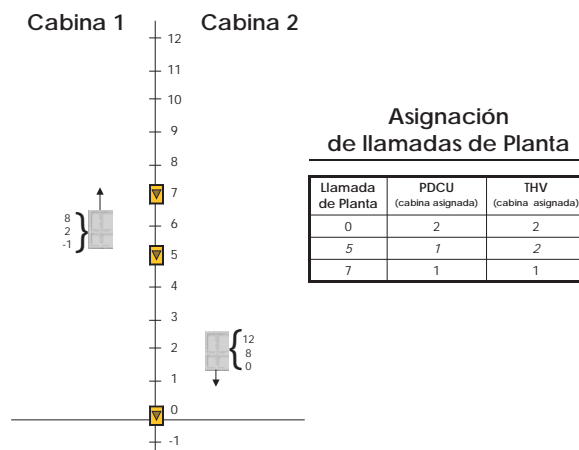 Cabina 1
Cabina 2
12
11
10
9
8
7
6
5
4
3
2
1
0
-1
8
2
-1
12
8
0
Asignación
de llamadas de Planta
Llamada de Planta PDCU (cabina asignada) THV (cabina asignada)
0 2 2
5 1 2
7 1 1